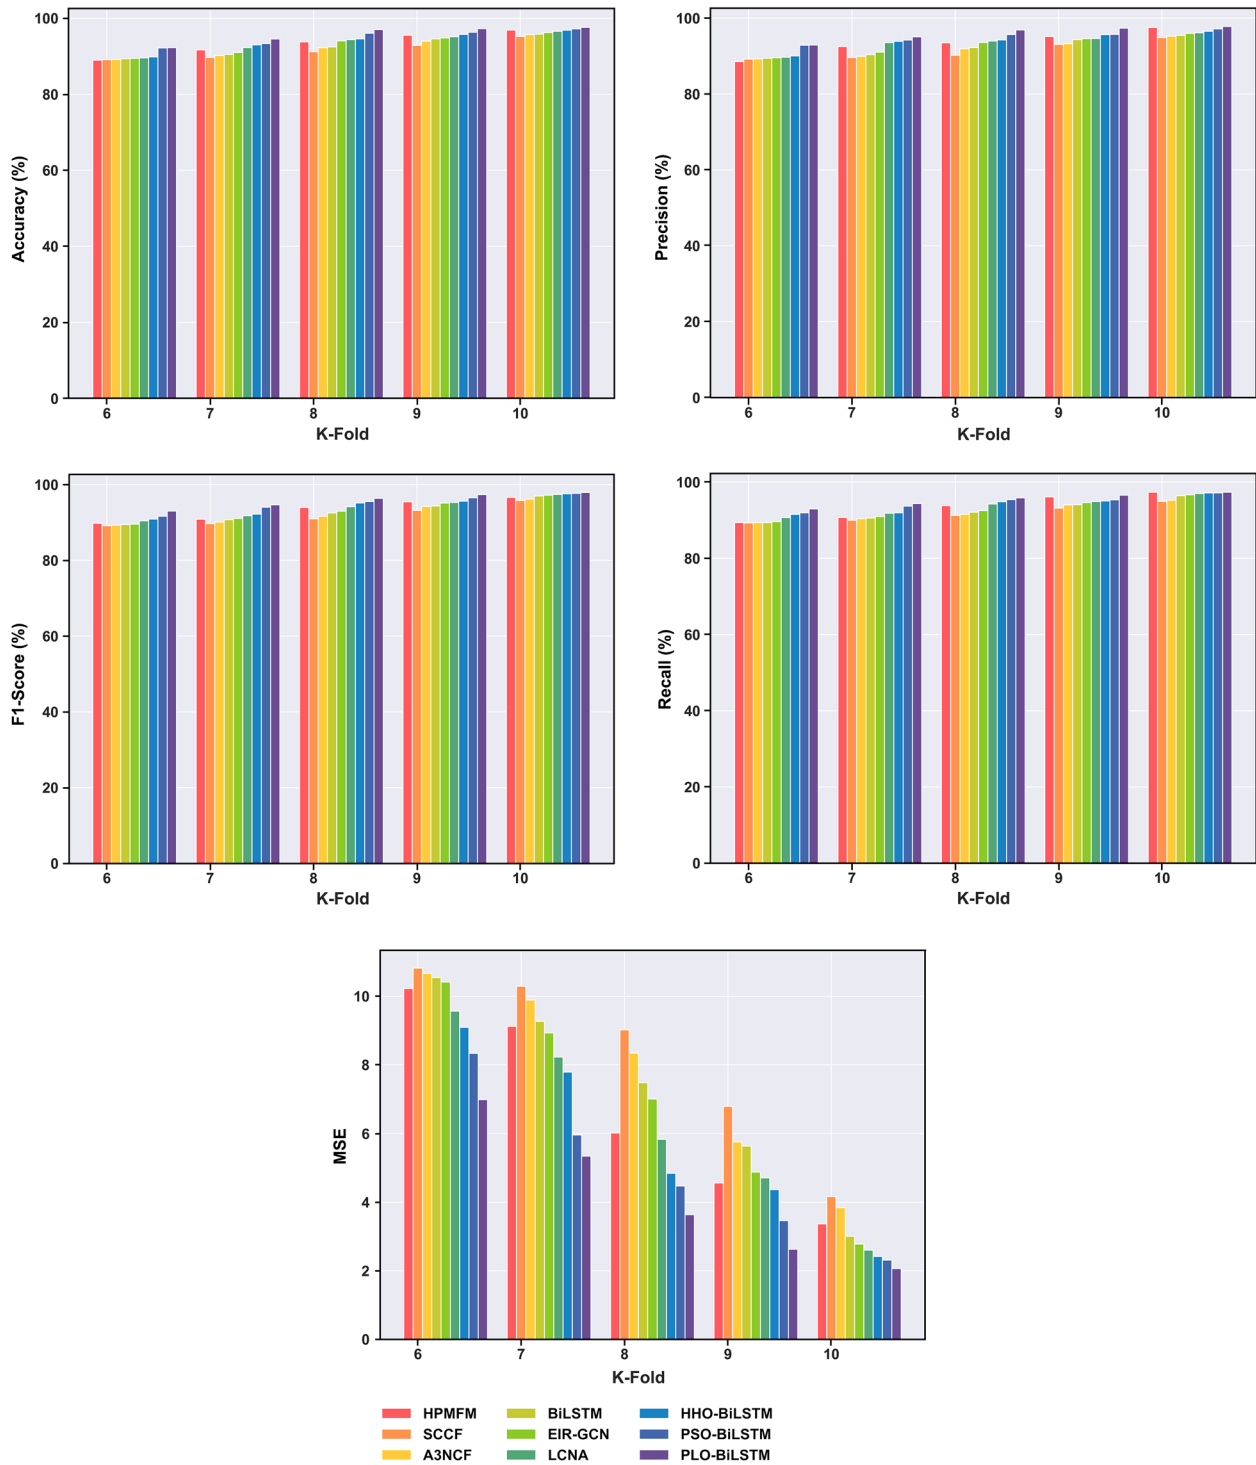 100
80
60
40
20
0
Accuracy (%)
6 7 8 9 10
K-Fold
100
80
60
40
20
0
Precision (%)
6 7 8 9 10
K-Fold
100
80
60
40
20
0
F1-Score (%)
6 7 8 9 10
K-Fold
100
80
60
40
20
0
Recall (%)
6 7 8 9 10
K-Fold
10
8
6
4
2
0
MSE
6 7 8 9 10
K-Fold
HPMFM BiLSTM HHO-BiLSTM
SCCF EIR-GCN PSO-BiLSTM
A3NCF LCNA PLO-BiLSTM